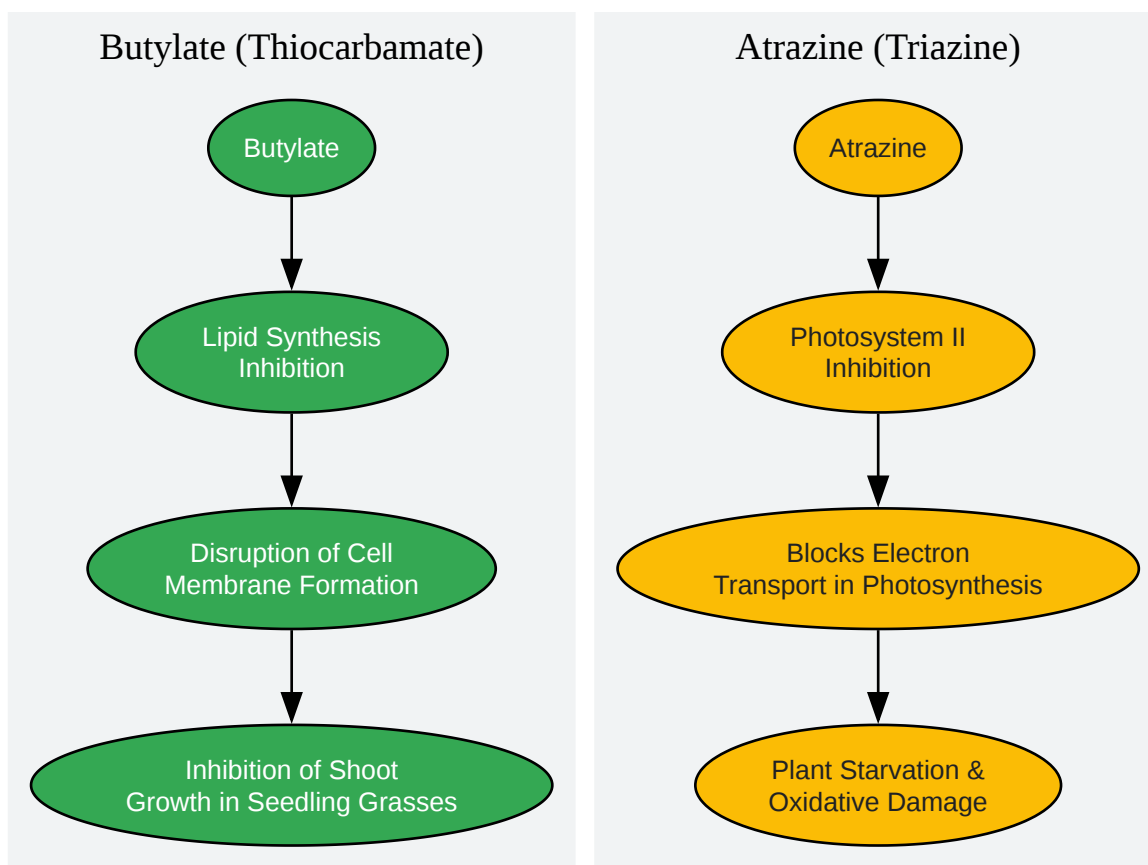 Butylate (Thiocarbamate)
Butylate
Lipid Synthesis
Inhibition
Disruption of Cell
Membrane Formation
Inhibition of Shoot
Growth in Seedling Grasses
Atrazine (Triazine)
Atrazine
Photosystem II
Inhibition
Blocks Electron
Transport in Photosynthesis
Plant Starvation &
Oxidative Damage